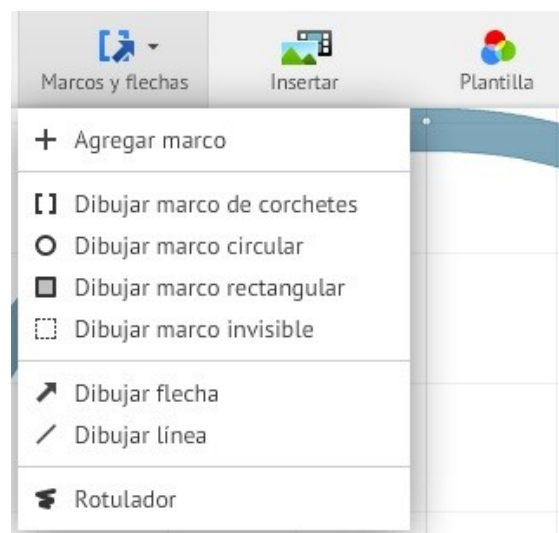 Marcos y flechas
Insertar
Plantilla
Agregar marco
Dibujar marco de corchetes
Dibujar marco circular
Dibujar marco rectangular
Dibujar marco invisible
Dibujar flecha
Dibujar línea
Rotulador